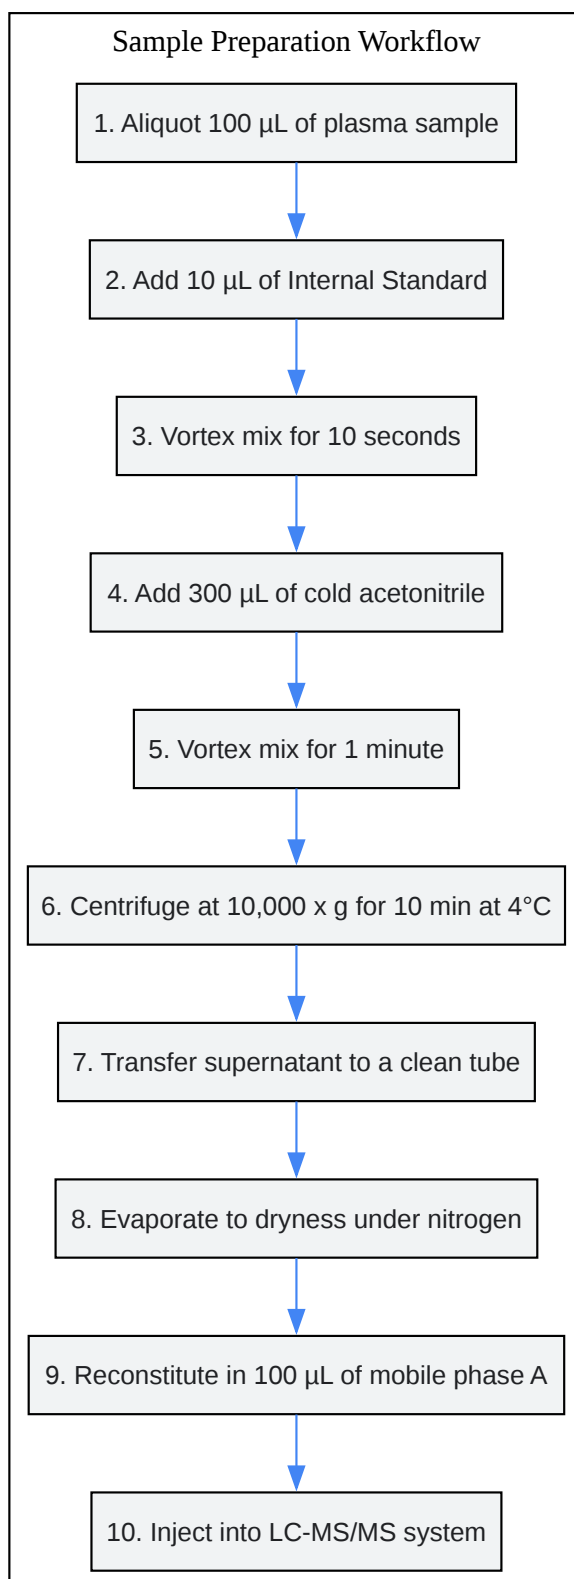 Sample Preparation Workflow
1. Aliquot 100 µL of plasma sample
2. Add 10 µL of Internal Standard
3. Vortex mix for 10 seconds
4. Add 300 µL of cold acetonitrile
5. Vortex mix for 1 minute
6. Centrifuge at 10,000 x g for 10 min at 4°C
7. Transfer supernatant to a clean tube
8. Evaporate to dryness under nitrogen
9. Reconstitute in 100 µL of mobile phase A
10. Inject into LC-MS/MS system